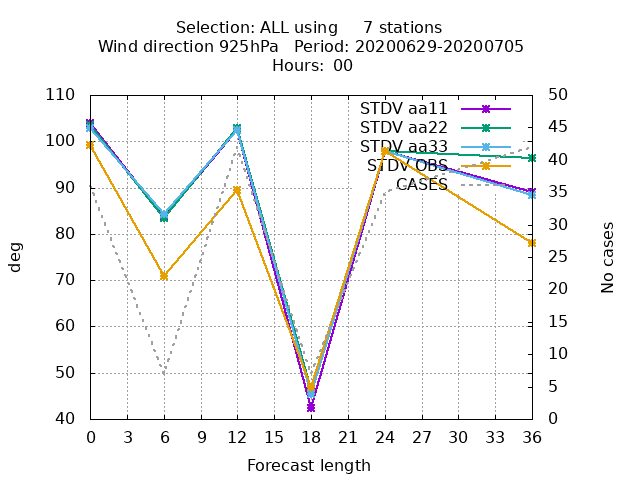 Selection: ALL using     7 stations
Wind direction 925hPa   Period: 20200629-20200705
Hours:  00
110
100
90
80
70
60
50
40
deg
50
45
40
35
30
25
20
15
10
5
0
No cases
STDV aa11
STDV aa22
STDV aa33
STDV OBS
CASES
0 3 6 9 12 15 18 21 24 27 30 33 36
Forecast length